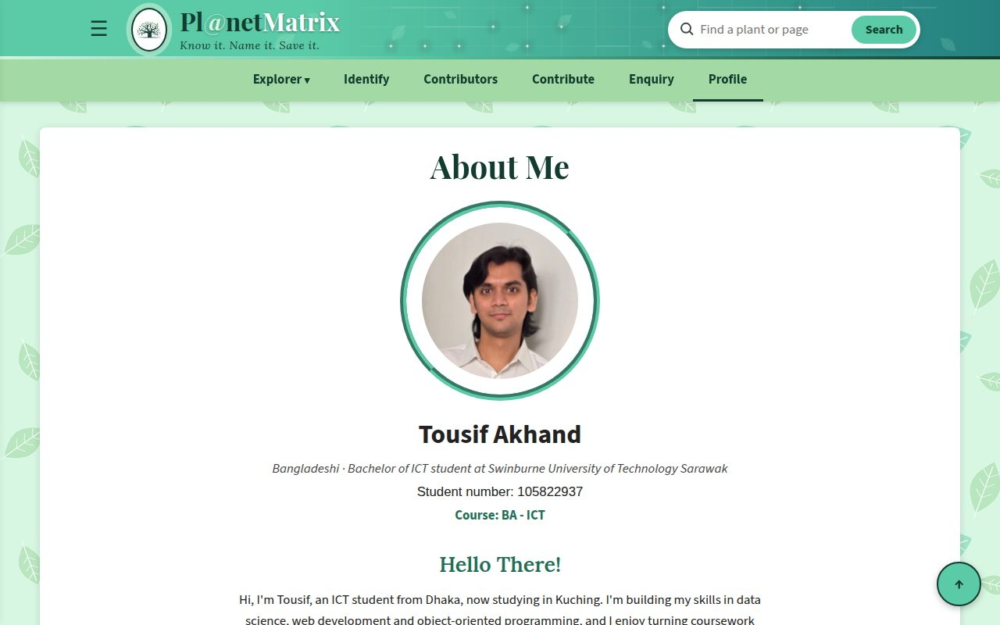 ☰ Pl@netMatrix
Know it. Name it. Save it.
Find a plant or page
Search
Explorer ▾ Identify Contributors Contribute Enquiry Profile
About Me
Tousif Akhand
Bangladeshi · Bachelor of ICT student at Swinburne University of Technology Sarawak
Student number: 105822937
Course: BA - ICT
Hello There!
Hi, I'm Tousif, an ICT student from Dhaka, now studying in Kuching. I'm building my skills in data
science, web development and object-oriented programming, and I enjoy turning coursework